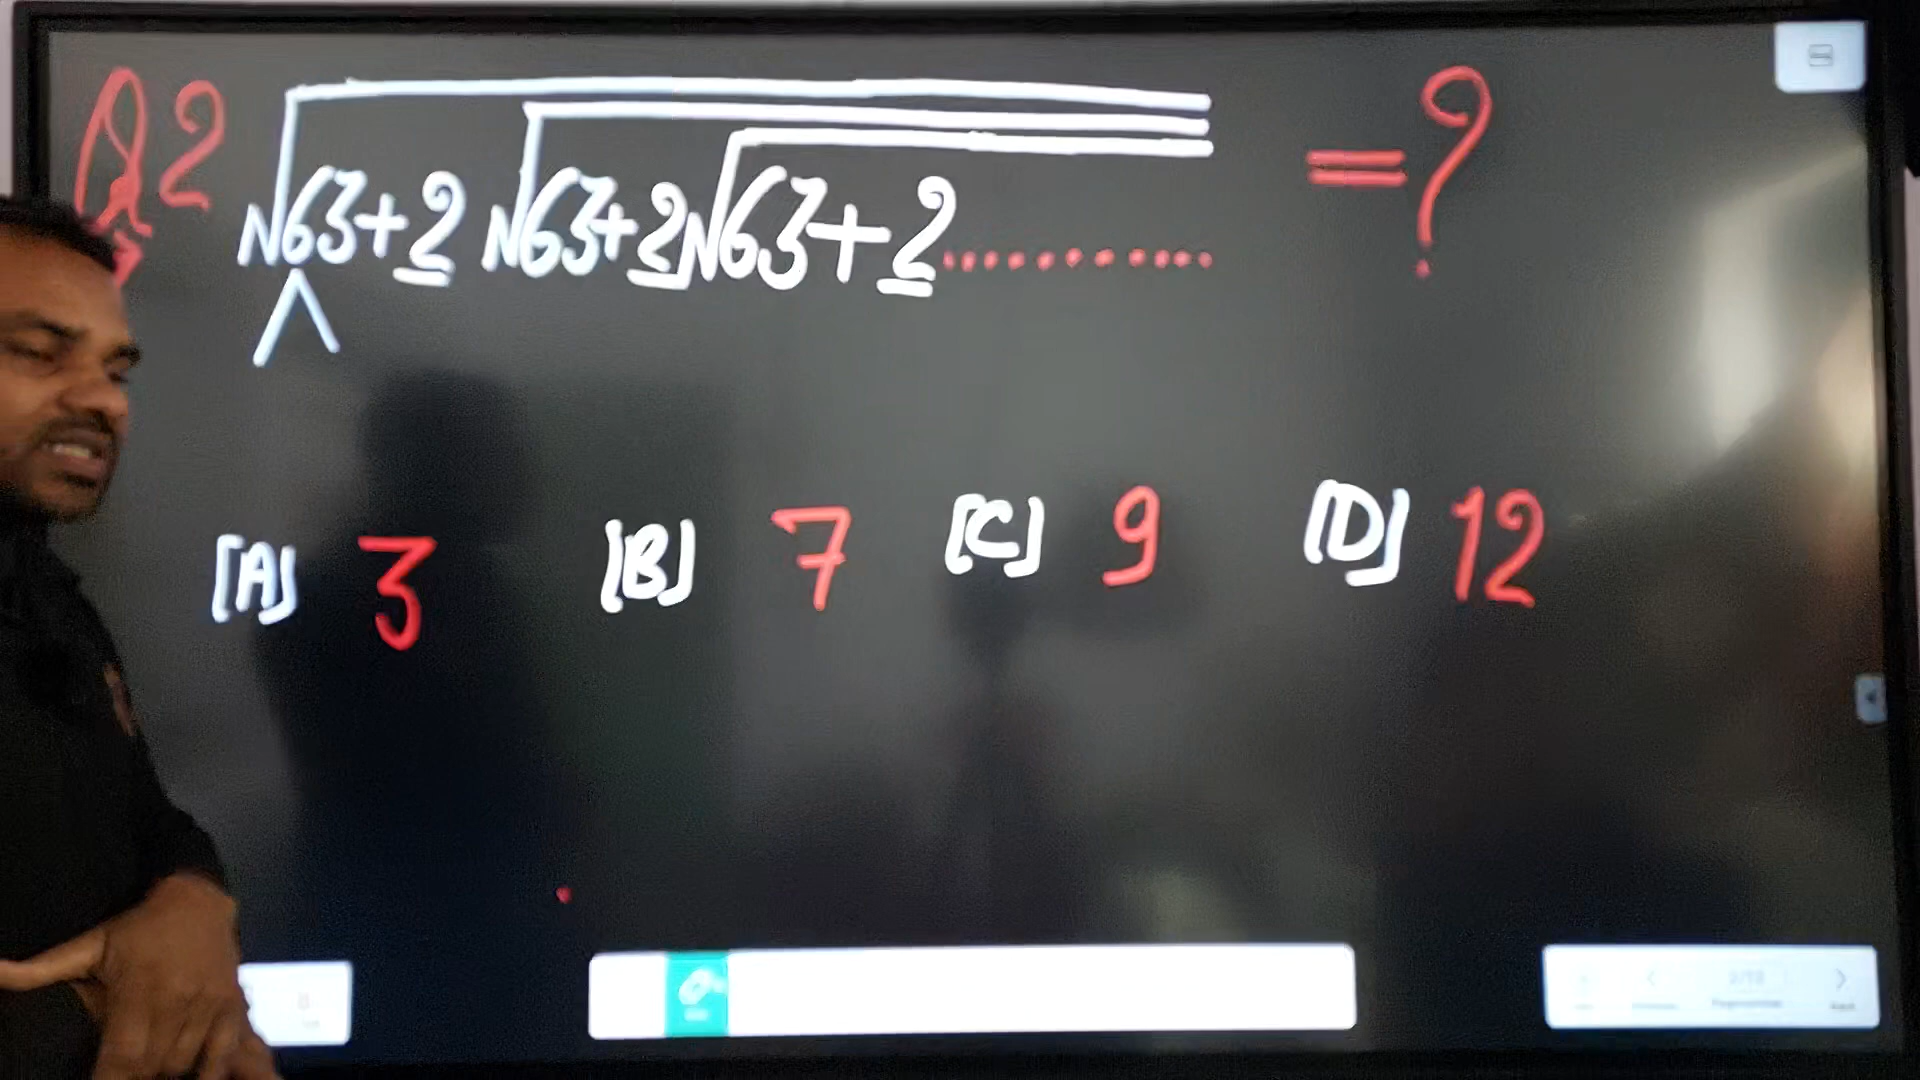 Q2 √63+2√63+2√63+2............ = ?
[A] 3 [B] 7 [C] 9 [D] 12